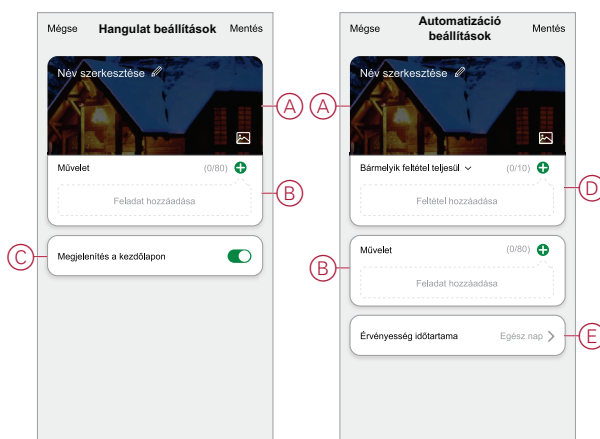 Mégse Hangulat beállítások Mentés
Név szerkesztése
A
Művelet (0/80)
Feladat hozzáadása
B
C
Megjelenítés a kezdőlapon
Mégse Automatizáció beállítások Mentés
Név szerkesztése
A
Bármelyik feltétel teljesül (0/10)
Feltétel hozzáadása
D
Művelet (0/80)
Feladat hozzáadása
B
Érvényesség időtartama Egész nap
E